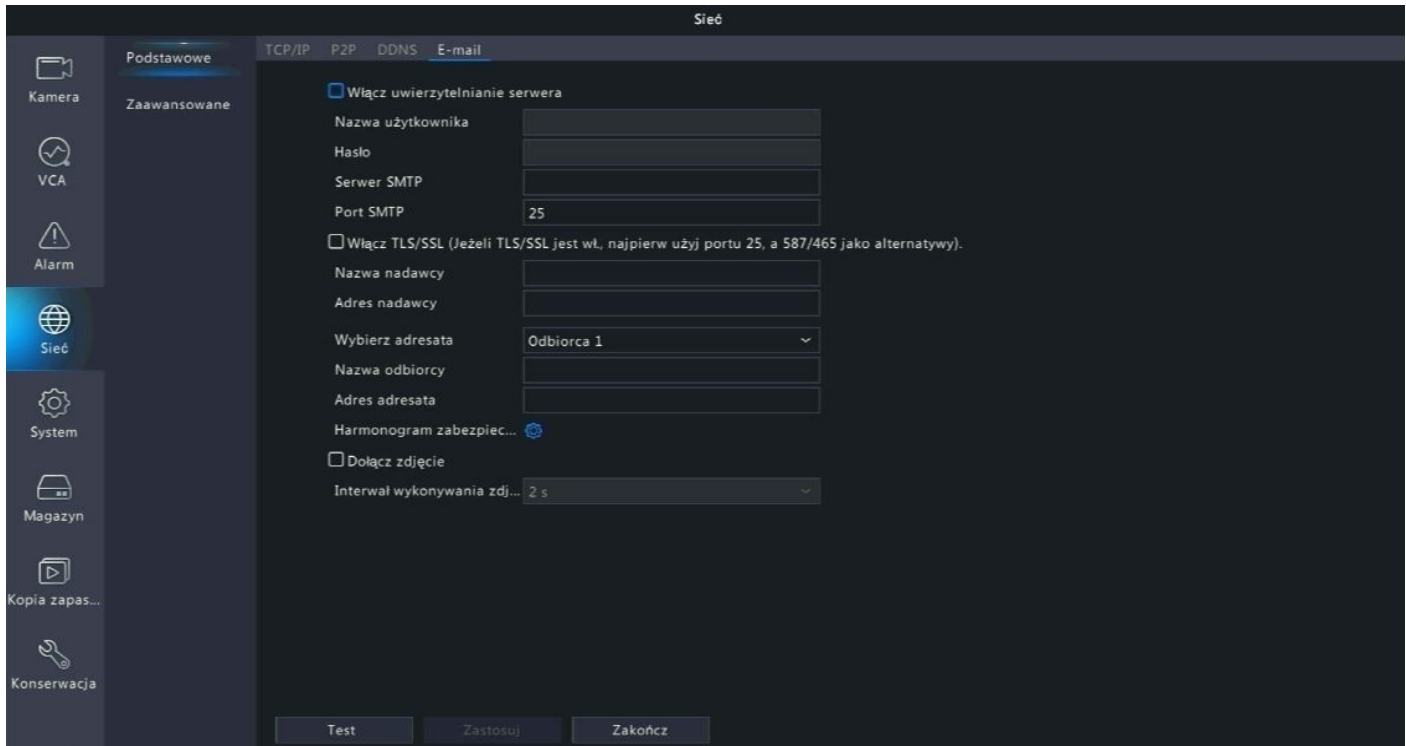 Sieć
Kamera
VCA
Alarm
Sieć
System
Magazyn
Kopia zapas...
Konserwacja
Podstawowe
Zaawansowane
TCP/IP P2P DDNS E-mail
Włącz uwierzytelnianie serwera
Nazwa użytkownika
Hasło
Serwer SMTP
Port SMTP 25
Włącz TLS/SSL (Jeżeli TLS/SSL jest wł., najpierw użyj portu 25, a 587/465 jako alternatywy).
Nazwa nadawcy
Adres nadawcy
Wybierz adresata Odbiorca 1
Nazwa odbiorcy
Adres adresata
Harmonogram zabezpiec...
Dołącz zdjęcie
Interwał wykonywania zdj... 2 s
Test Zastosuj Zakończ